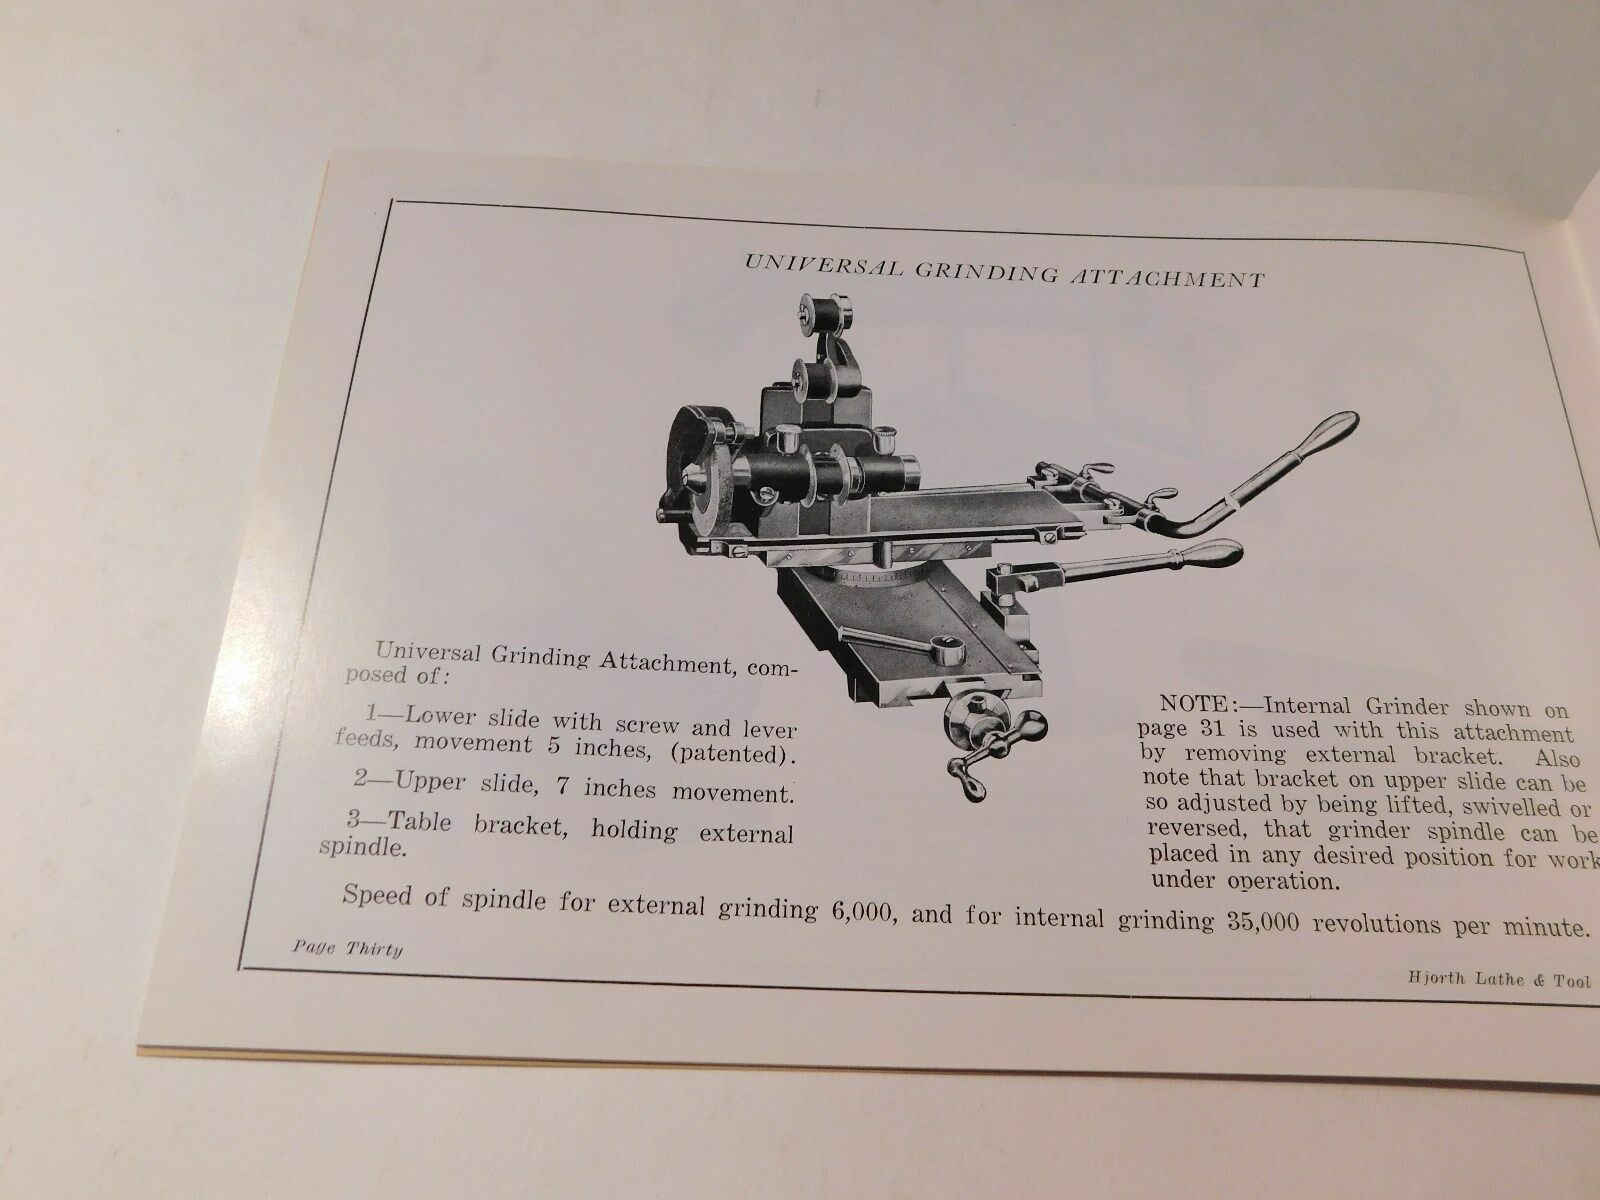 UNIVERSAL GRINDING ATTACHMENT
Universal Grinding Attachment, com-
posed of:
1—Lower slide with screw and lever
feeds, movement 5 inches, (patented).
2—Upper slide, 7 inches movement.
3—Table bracket, holding external
spindle.
NOTE:—Internal Grinder shown on
page 31 is used with this attachment
by removing external bracket. Also
note that bracket on upper slide can be
so adjusted by being lifted, swivelled or
reversed, that grinder spindle can be
placed in any desired position for work
under operation.
Speed of spindle for external grinding 6,000, and for internal grinding 35,000 revolutions per minute.
Page Thirty
Hjorth Lathe & Tool